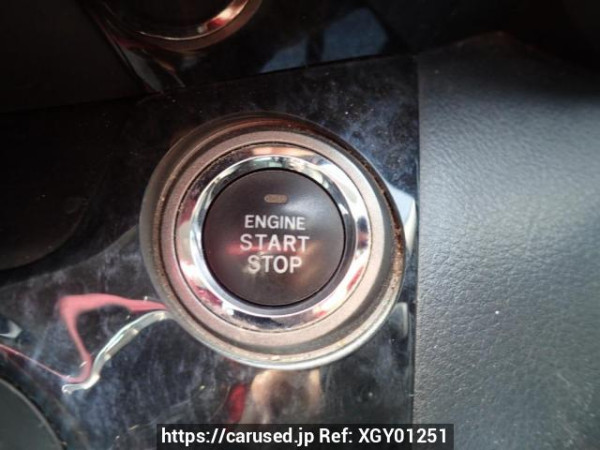 ENGINE
START
STOP
https://carused.jp Ref: XGY01251